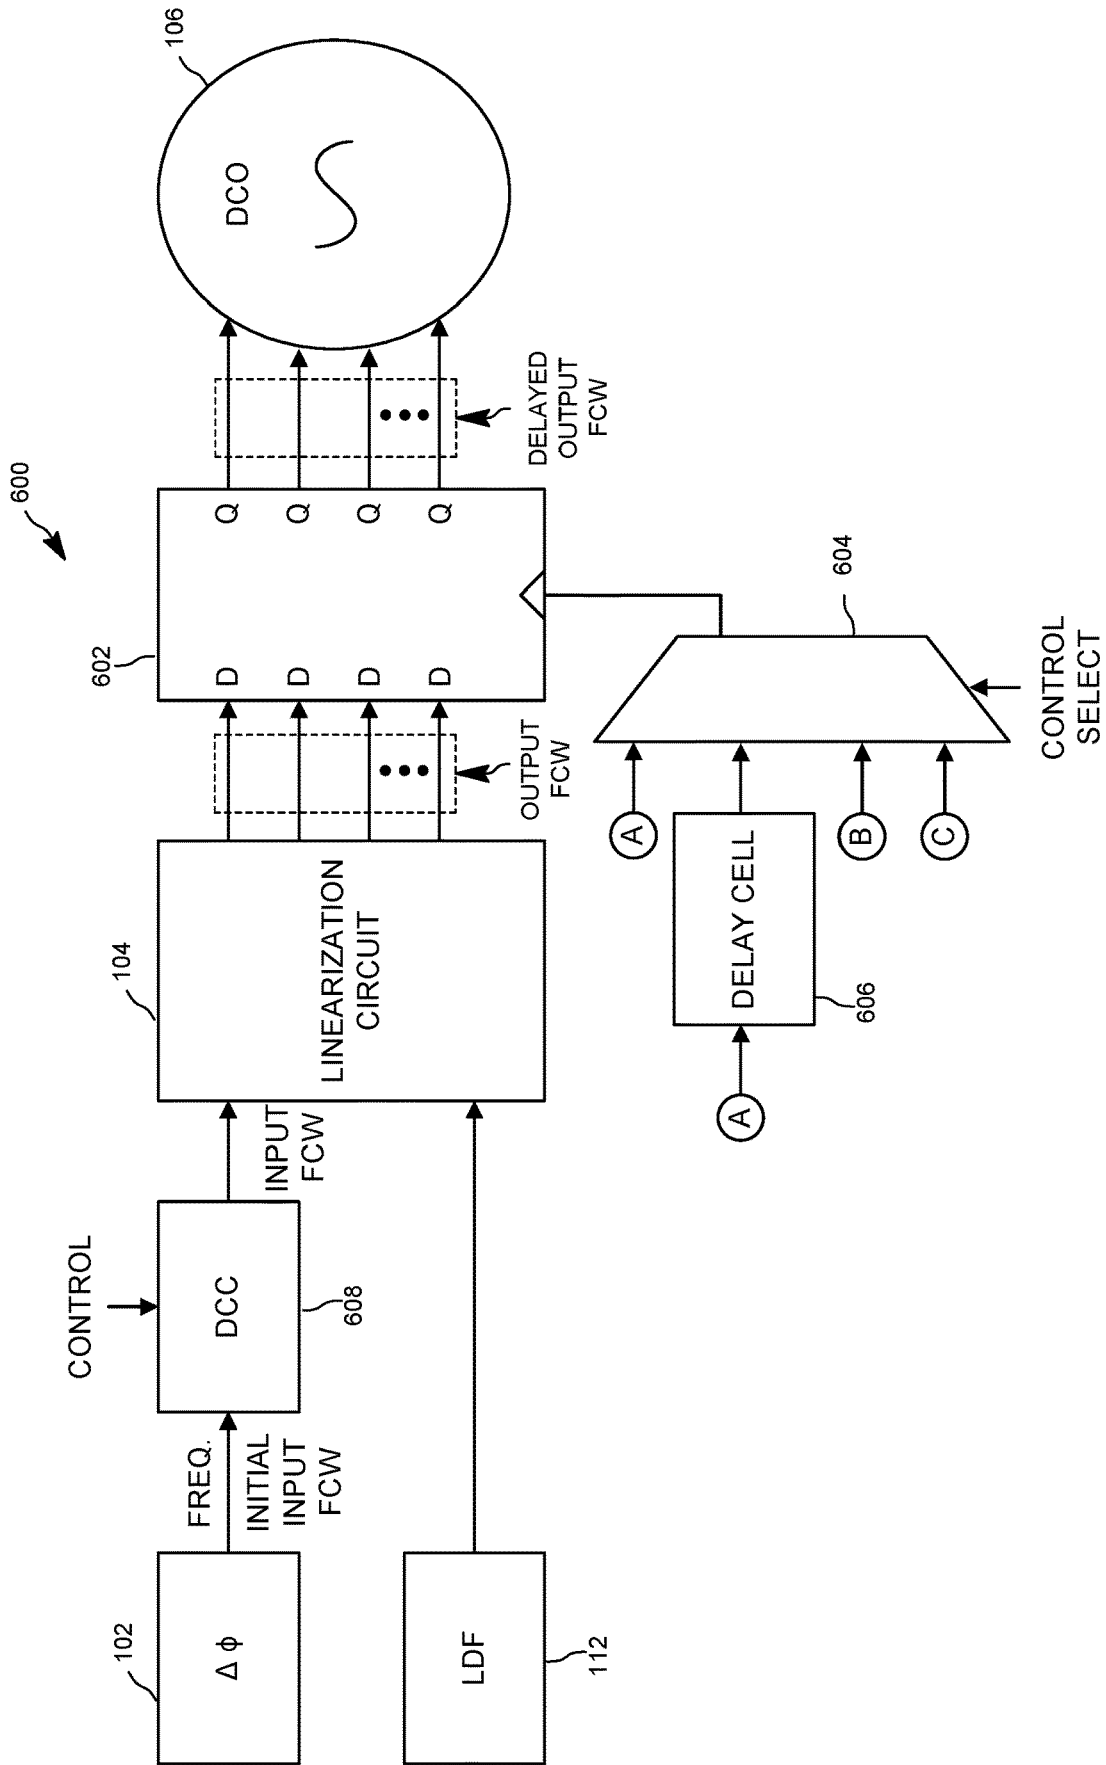 600
102
Δ ϕ
FREQ.
INITIAL
INPUT
FCW
CONTROL
DCC
608
INPUT
FCW
104
LINEARIZATION
CIRCUIT
OUTPUT
FCW
602
D
D
D
D
Q
Q
Q
Q
DELAYED
OUTPUT
FCW
106
DCO
LDF
112
A
DELAY CELL
606
A
B
C
604
CONTROL
SELECT